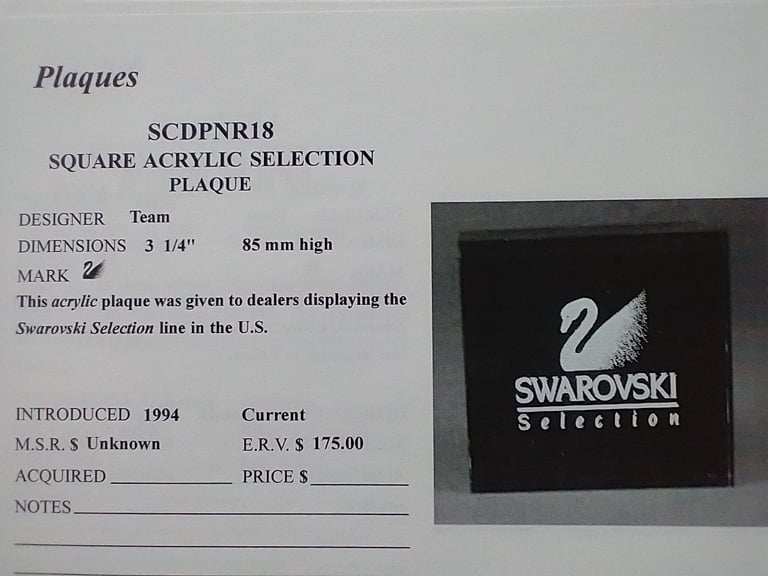 Plaques
SCDPNR18
SQUARE ACRYLIC SELECTION
PLAQUE
DESIGNER Team
DIMENSIONS 3 1/4" 85 mm high
MARK
This acrylic plaque was given to dealers displaying the
Swarovski Selection line in the U.S.
INTRODUCED 1994 Current
M.S.R. $ Unknown E.R.V. $ 175.00
ACQUIRED PRICE $
NOTES
SWAROVSKI
Selection